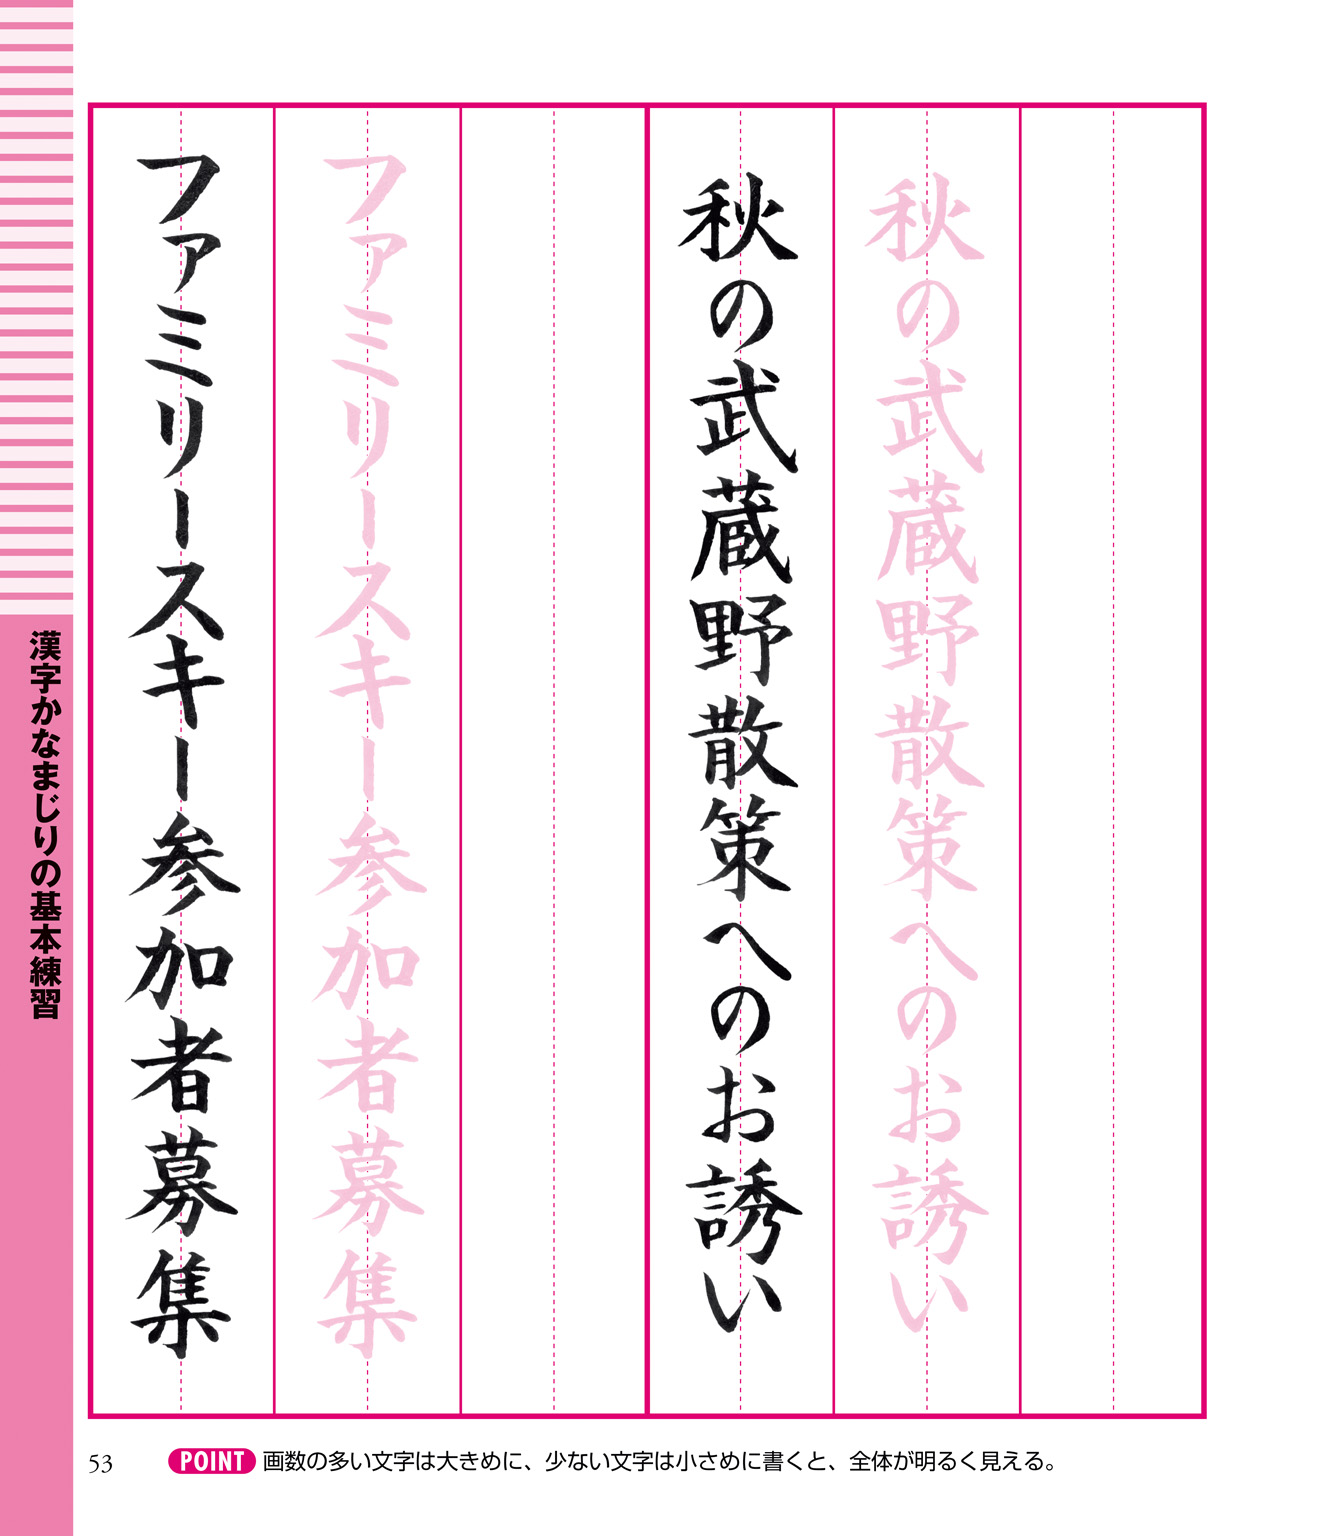 漢字かなまじりの基本練習
秋の武蔵野散策へのお誘い
秋の武蔵野散策へのお誘い
ファミリースキー参加者募集
ファミリースキー参加者募集
53
POINT 画数の多い文字は大きめに、少ない文字は小さめに書くと、全体が明るく見える。